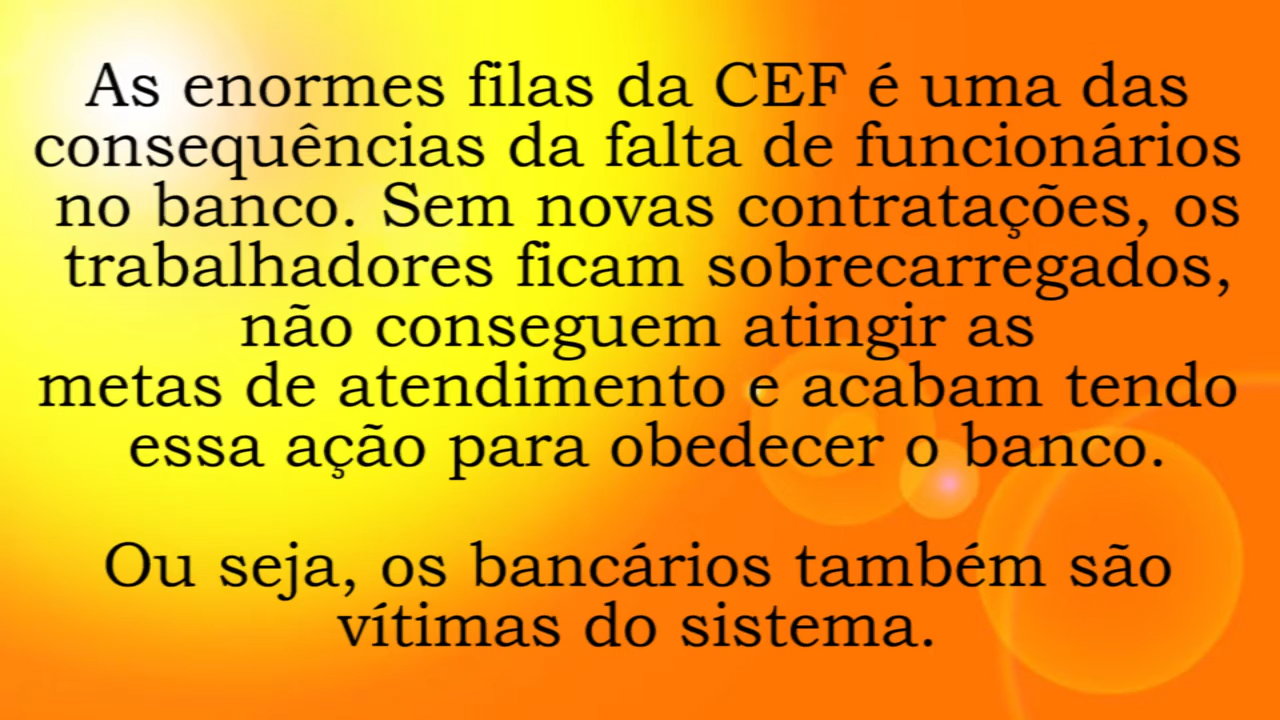 As enormes filas da CEF é uma das
consequências da falta de funcionários
no banco. Sem novas contratações, os
trabalhadores ficam sobrecarregados,
não conseguem atingir as
metas de atendimento e acabam tendo
essa ação para obedecer o banco.
Ou seja, os bancários também são
vítimas do sistema.